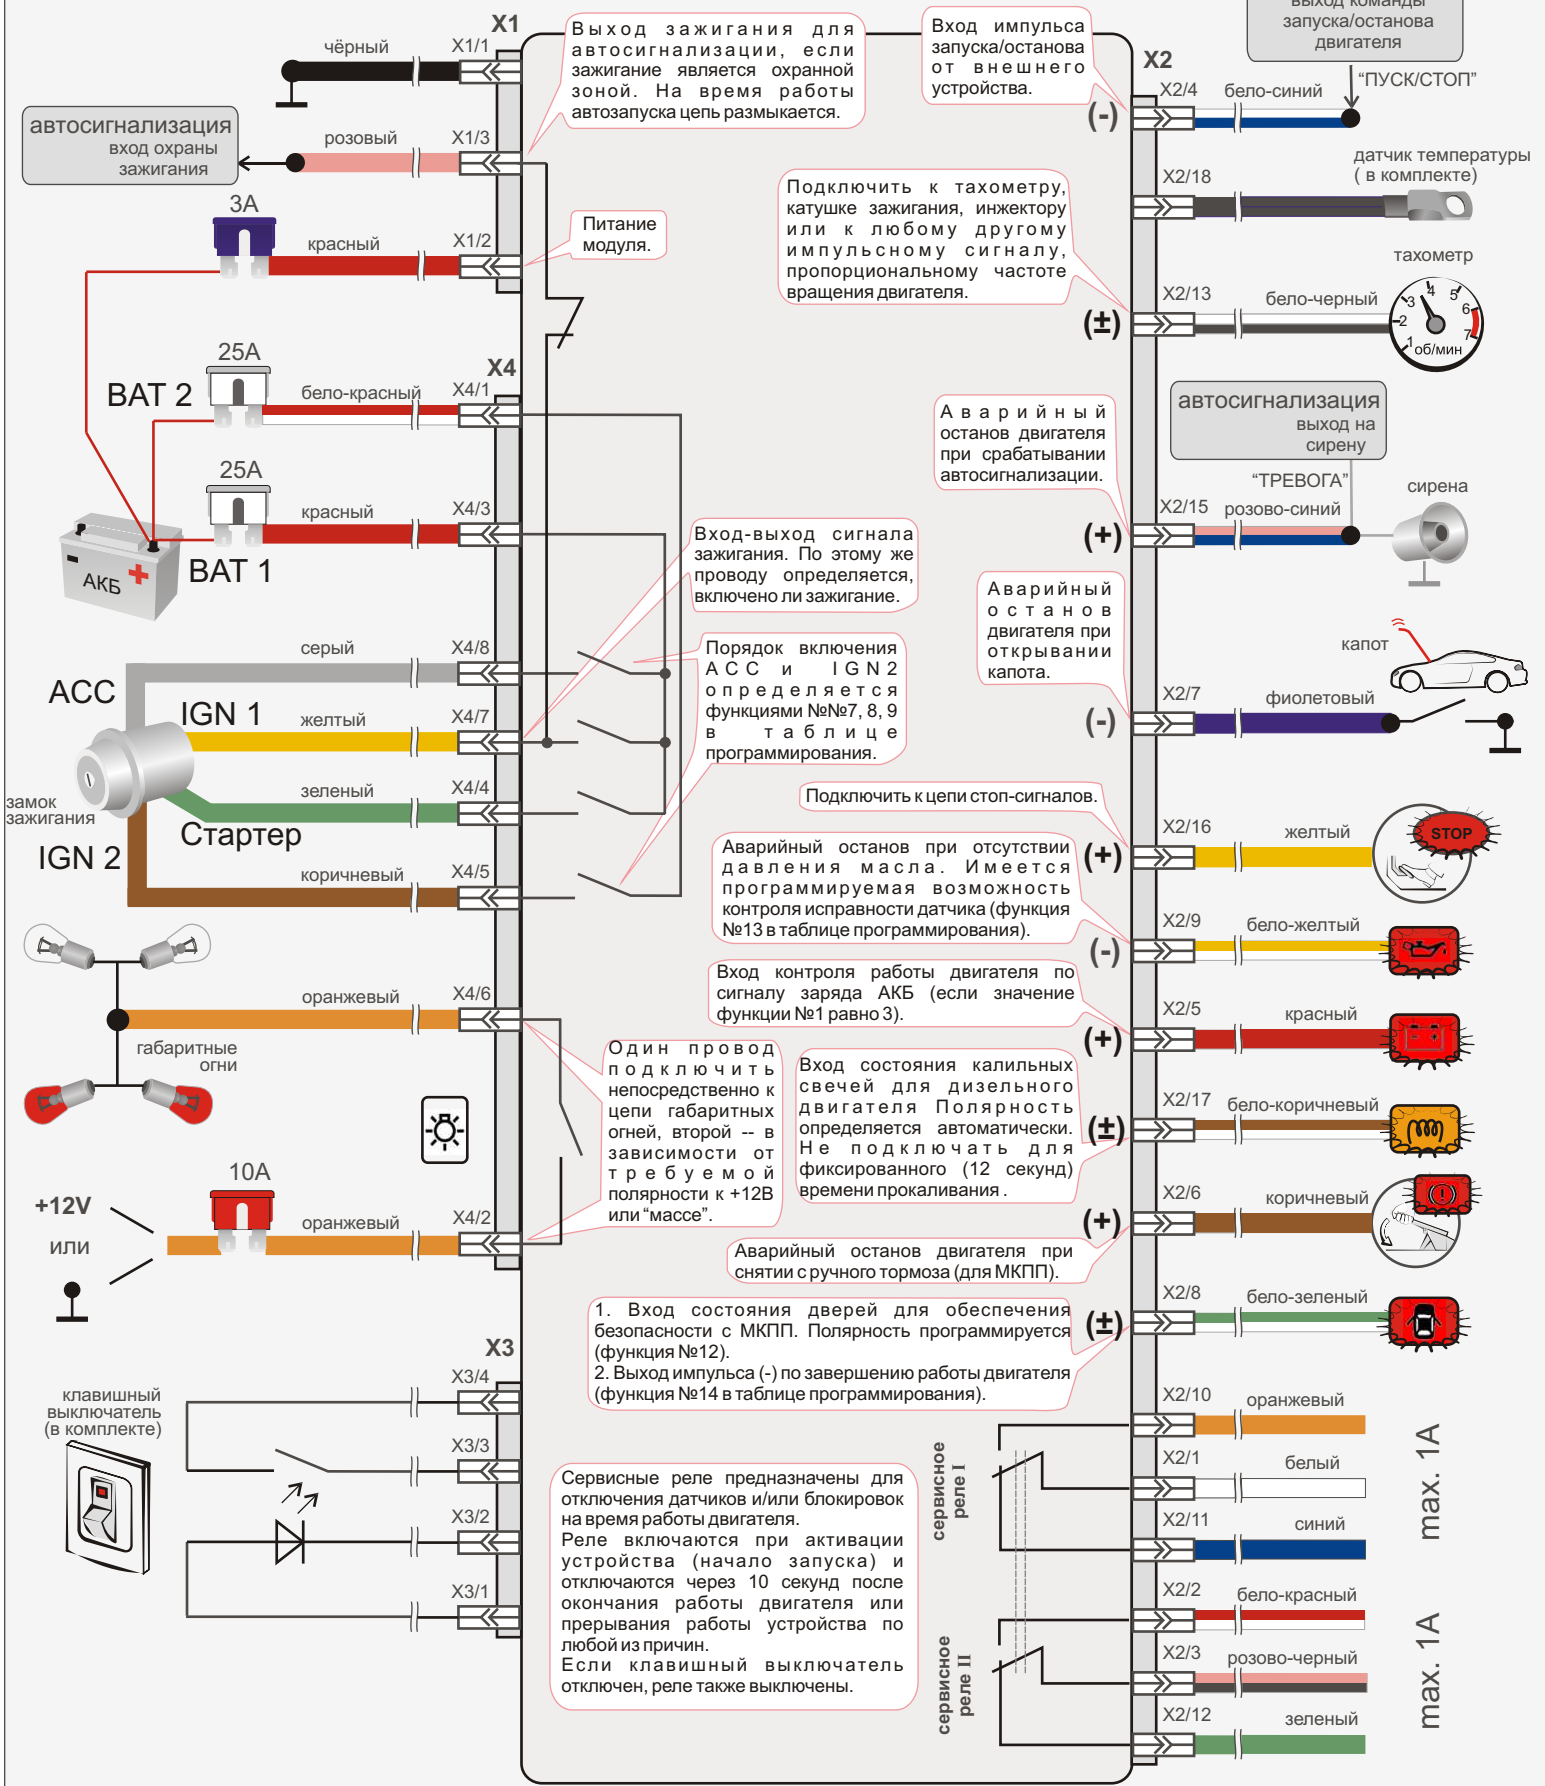 X1
чёрный
X1/1
автосигнализация
вход охраны
зажигания
розовый
X1/3
3А
красный
X1/2
Выход зажигания для
автосигнализации, если
зажигание является охранной
зоной. На время работы
автозапуска цепь размыкается.
Питание
модуля.
X4
25А
BAT 2
бело-красный
X4/1
25А
BAT 1
красный
X4/3
АКБ
серый
X4/8
ACC
IGN 1
желтый
X4/7
зеленый
X4/4
замок
зажигания
Стартер
IGN 2
коричневый
X4/5
Вход-выход сигнала
зажигания. По этому же
проводу определяется,
включено ли зажигание.
Порядок включения
ACC и IGN2
определяется
функциями №№7, 8, 9
в таблице
программирования.
оранжевый
X4/6
габаритные
огни
Один провод
подключить
непосредственно к
цепи габаритных
огней, второй -- в
зависимости от
требуемой
полярности к +12В
или “массе”.
10А
+12V
или
оранжевый
X4/2
X3
клавишный
выключатель
(в комплекте)
X3/4
X3/3
X3/2
X3/1
Сервисные реле предназначены для
отключения датчиков и/или блокировок
на время работы двигателя.
Реле включаются при активации
устройства (начало запуска) и
отключаются через 10 секунд после
окончания работы двигателя или
прерывания работы устройства по
любой из причин.
Если клавишный выключатель
отключен, реле также выключены.
выход команды
запуска/останова
двигателя
Вход импульса
запуска/останова
от внешнего
устройства.
X2
(-)
X2/4
бело-синий
“ПУСК/СТОП”
X2/18
датчик температуры
( в комплекте)
Подключить к тахометру,
катушке зажигания, инжектору
или к любому другому
импульсному сигналу,
пропорциональному частоте
вращения двигателя.
(±)
X2/13
бело-черный
тахометр
1
2
3
4
5
6
7
об/мин
Аварийный
останов двигателя
при срабатывании
автосигнализации.
автосигнализация
выход на
сирену
“ТРЕВОГА”
(+)
X2/15
розово-синий
сирена
Аварийный
останов
двигателя при
открывании
капота.
(-)
X2/7
фиолетовый
капот
Подключить к цепи стоп-сигналов.
(+)
X2/16
желтый
STOP
Аварийный останов при отсутствии
давления масла. Имеется
программируемая возможность
контроля исправности датчика (функция
№13 в таблице программирования).
(-)
X2/9
бело-желтый
Вход контроля работы двигателя по
сигналу заряда АКБ (если значение
функции №1 равно 3).
(+)
X2/5
красный
Вход состояния калильных
свечей для дизельного
двигателя Полярность
определяется автоматически.
Не подключать для
фиксированного (12 секунд)
времени прокаливания .
(±)
X2/17
бело-коричневый
(+)
X2/6
коричневый
Аварийный останов двигателя при
снятии с ручного тормоза (для МКПП).
1. Вход состояния дверей для обеспечения
безопасности с МКПП. Полярность программируется
(функция №12).
2. Выход импульса (-) по завершению работы двигателя
(функция №14 в таблице программирования).
(±)
X2/8
бело-зеленый
сервисное
реле I
X2/10
оранжевый
X2/1
белый
X2/11
синий
max. 1A
сервисное
реле II
X2/2
бело-красный
X2/3
розово-черный
X2/12
зеленый
max. 1A